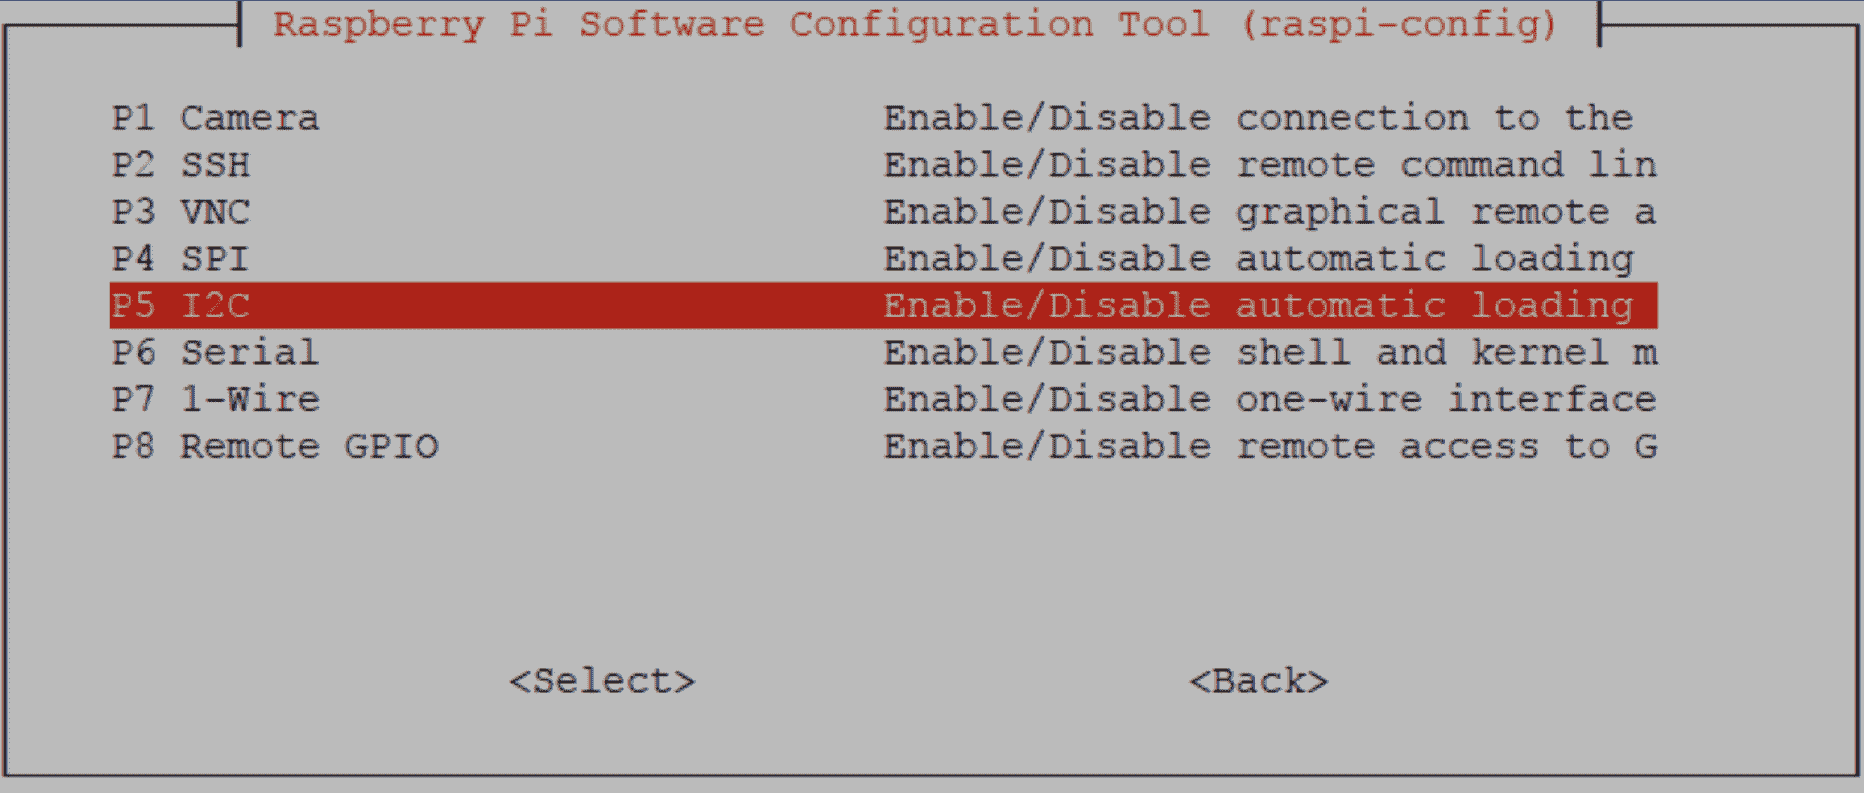 Raspberry Pi Software Configuration Tool (raspi-config)
P1 Camera Enable/Disable connection to the
P2 SSH Enable/Disable remote command lin
P3 VNC Enable/Disable graphical remote a
P4 SPI Enable/Disable automatic loading
P5 I2C Enable/Disable automatic loading
P6 Serial Enable/Disable shell and kernel m
P7 1-Wire Enable/Disable one-wire interface
P8 Remote GPIO Enable/Disable remote access to G
<Select> <Back>